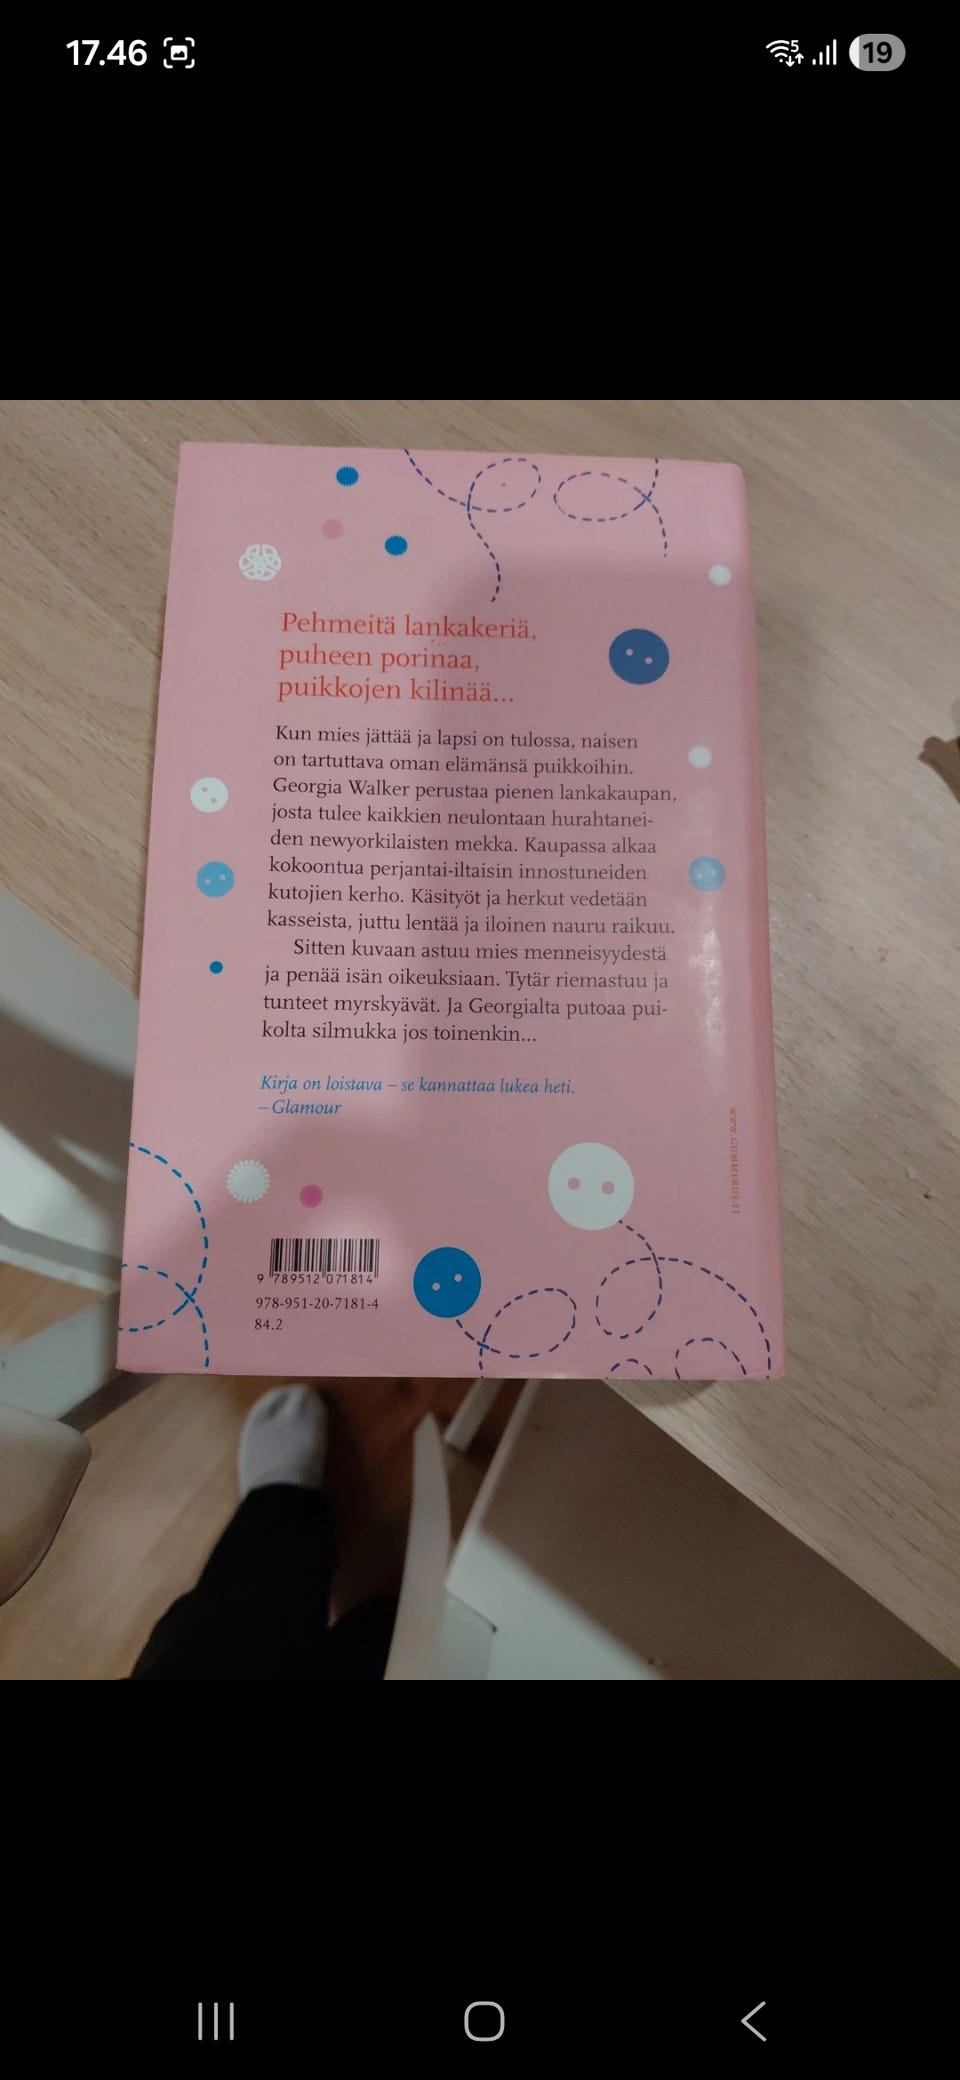 17.46
5
19
Pehmeitä lankakeriä,
puheen porinaa,
puikkojen kilinää...
Kun mies jättää ja lapsi on tulossa, naisen
on tartuttava oman elämänsä puikkoihin.
Georgia Walker perustaa pienen lankakaupan,
josta tulee kaikkien neulontaan hurahtanei-
den newyorkilaisten mekka. Kaupassa alkaa
kokoontua perjantai-iltaisin innostuneiden
kutojien kerho. Käsityöt ja herkut vedetään
kasseista, juttu lentää ja iloinen nauru raikuu.
Sitten kuvaan astuu mies menneisyydestä
ja penää isän oikeuksiaan. Tytär riemastuu ja
tunteet myrskyävät. Ja Georgialta putoaa pui-
kolta silmukka jos toinenkin...
Kirja on loistava – se kannattaa lukea heti.
– Glamour
WWW.GUMMERUS.FI
9 789512 071814
978-951-20-7181-4
84.2